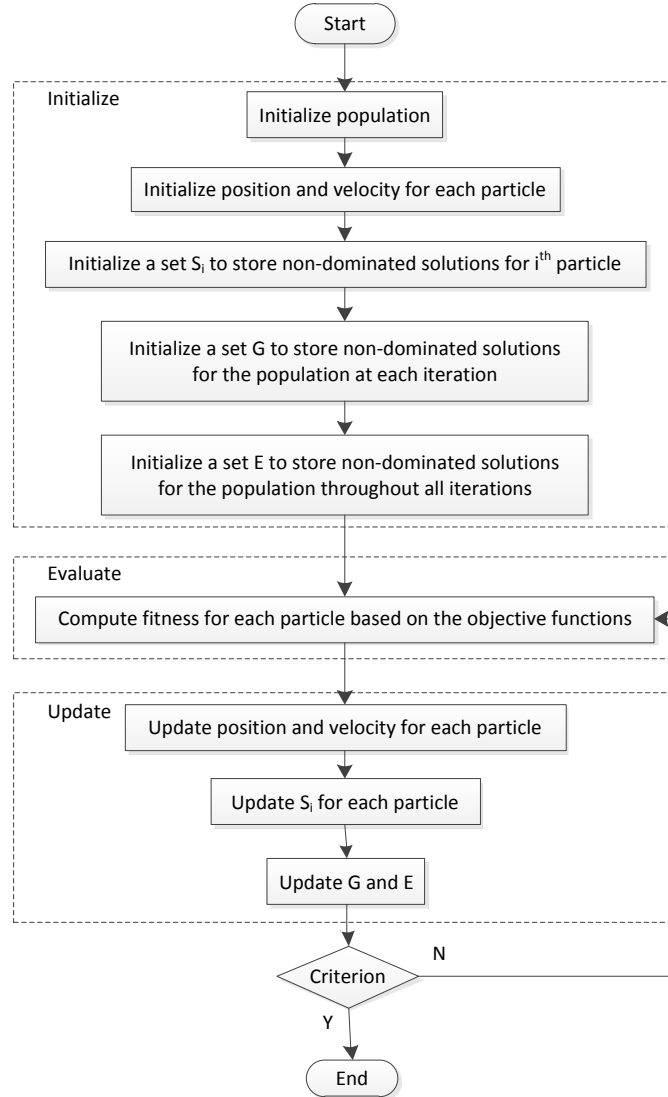 Start
Initialize
Initialize population
Initialize position and velocity for each particle
Initialize a set Sᵢ to store non-dominated solutions for iᵗʰ particle
Initialize a set G to store non-dominated solutions
for the population at each iteration
Initialize a set E to store non-dominated solutions
for the population throughout all iterations
Evaluate
Compute fitness for each particle based on the objective functions
Update
Update position and velocity for each particle
Update Sᵢ for each particle
Update G and E
Criterion
N
Y
End